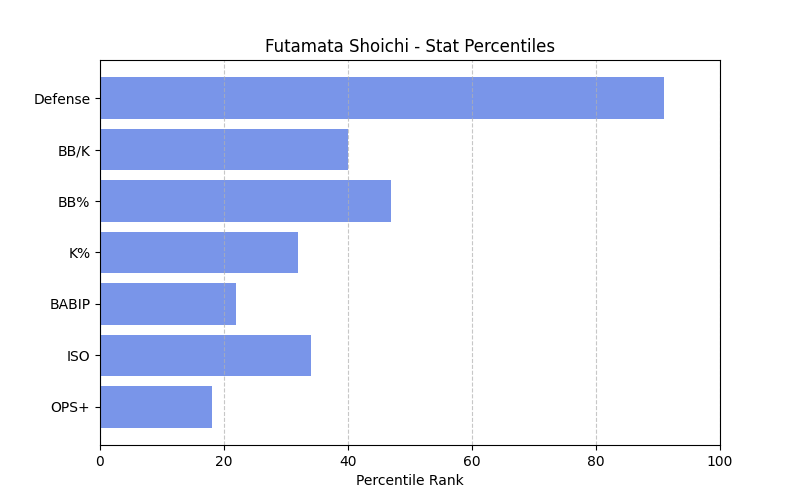 Futamata Shoichi - Stat Percentiles
Defense
BB/K
BB%
K%
BABIP
ISO
OPS+
0 20 40 60 80 100
Percentile Rank